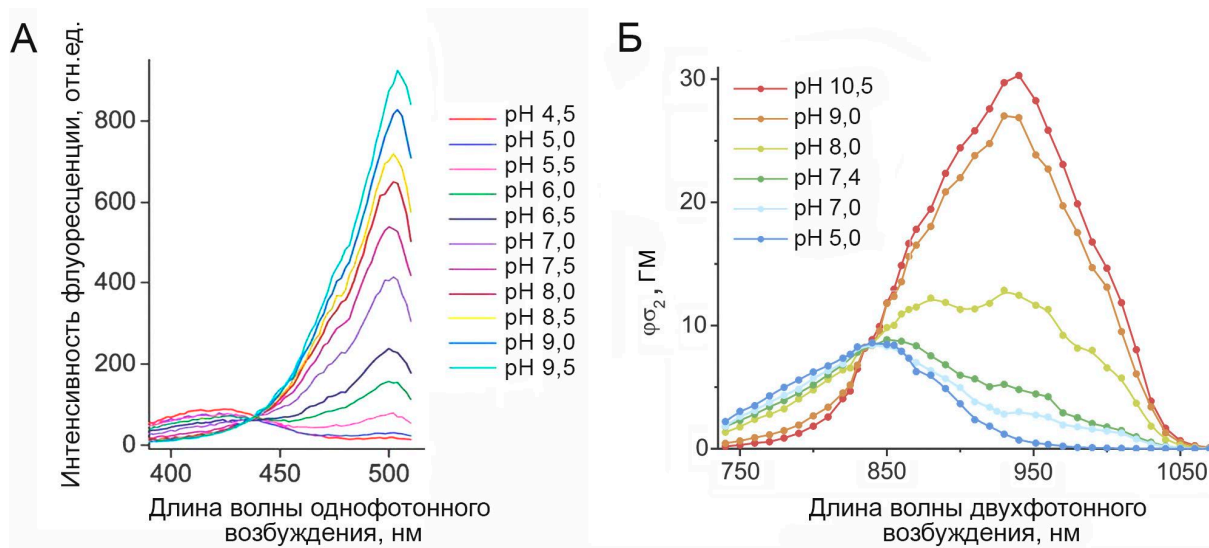 А
Интенсивность флуоресценции, отн.ед.
800
600
400
200
0
400
450
500
Длина волны однофотонного
возбуждения, нм
pH 4,5
pH 5,0
pH 5,5
pH 6,0
pH 6,5
pH 7,0
pH 7,5
pH 8,0
pH 8,5
pH 9,0
pH 9,5
Б
φσ₂, ГМ
30
20
10
0
750
850
950
1050
Длина волны двухфотонного
возбуждения, нм
pH 10,5
pH 9,0
pH 8,0
pH 7,4
pH 7,0
pH 5,0